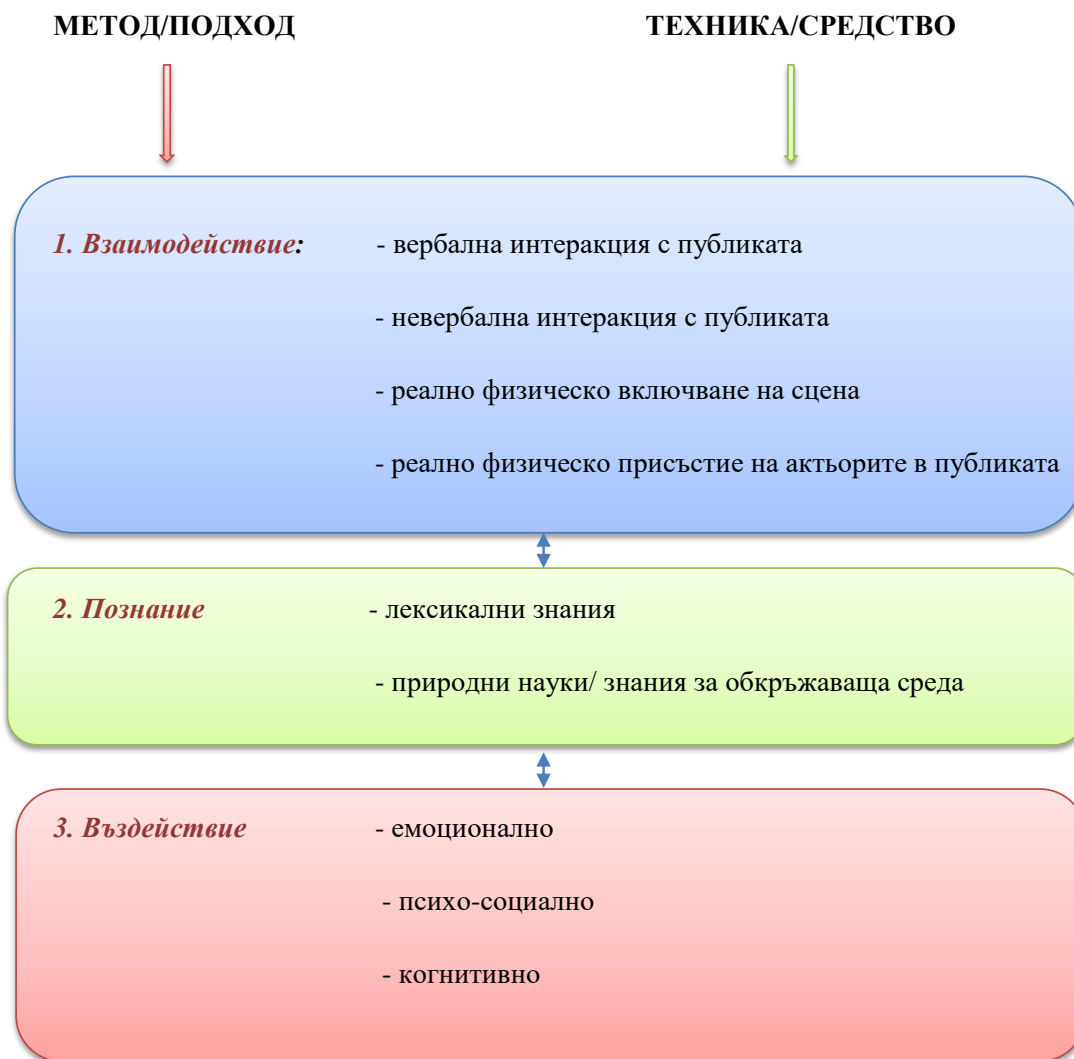 МЕТОД/ПОДХОД ТЕХНИКА/СРЕДСТВО
1. Взаимодействие: - вербална интеракция с публиката
- невербална интеракция с публиката
- реално физическо включване на сцена
- реално физическо присъстие на актьорите в публиката
2. Познание - лексикални знания
- природни науки/ знания за обкръжаваща среда
3. Въздействие - емоционално
- психо-социално
- когнитивно